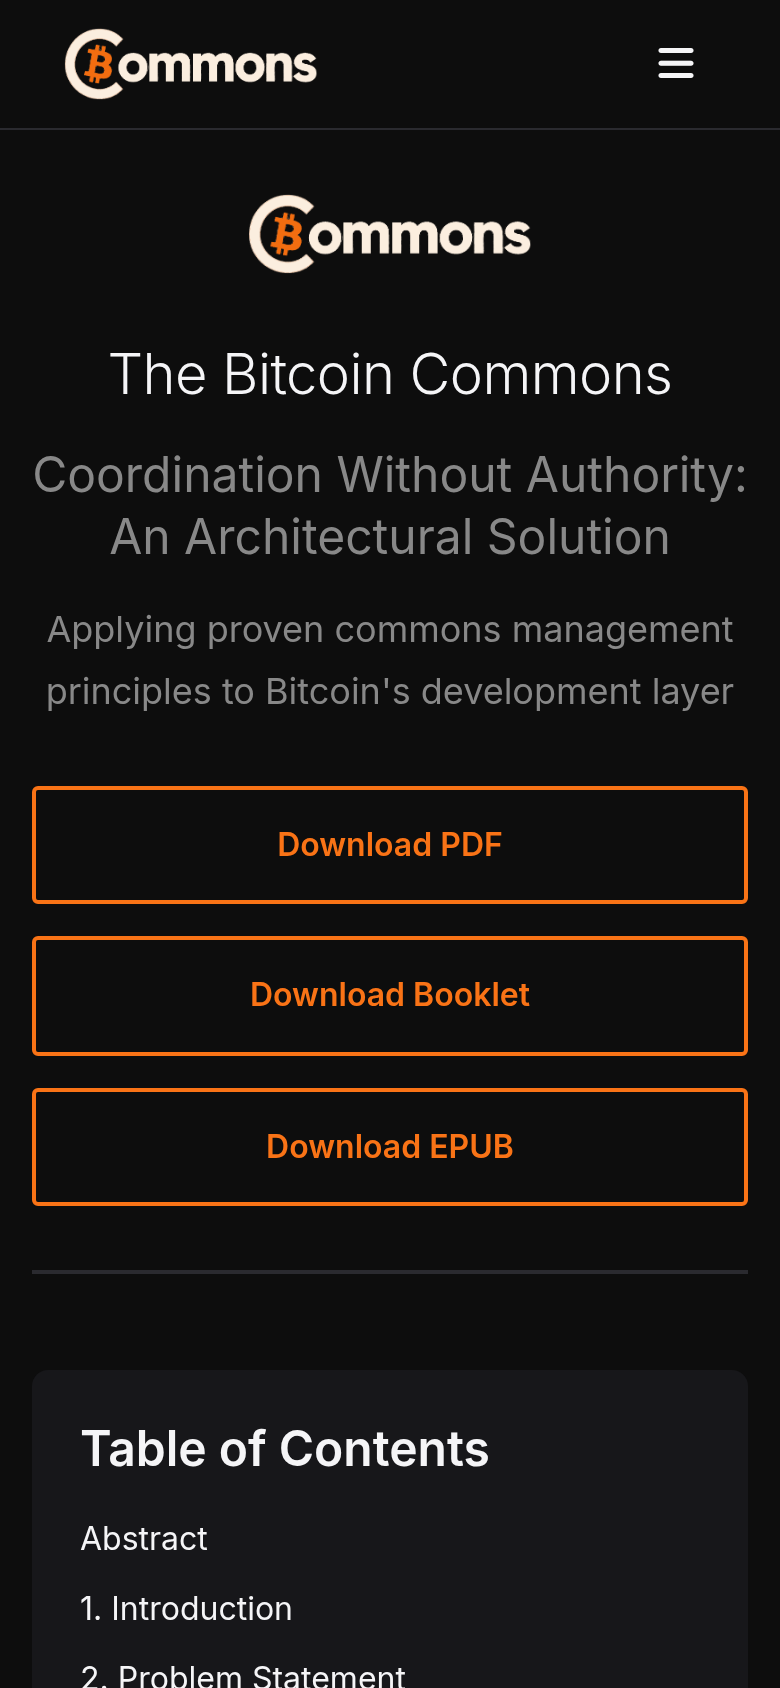 Commons
Commons
The Bitcoin Commons
Coordination Without Authority:
An Architectural Solution
Applying proven commons management
principles to Bitcoin's development layer
Download PDF
Download Booklet
Download EPUB
Table of Contents
Abstract
1. Introduction
2. Problem Statement